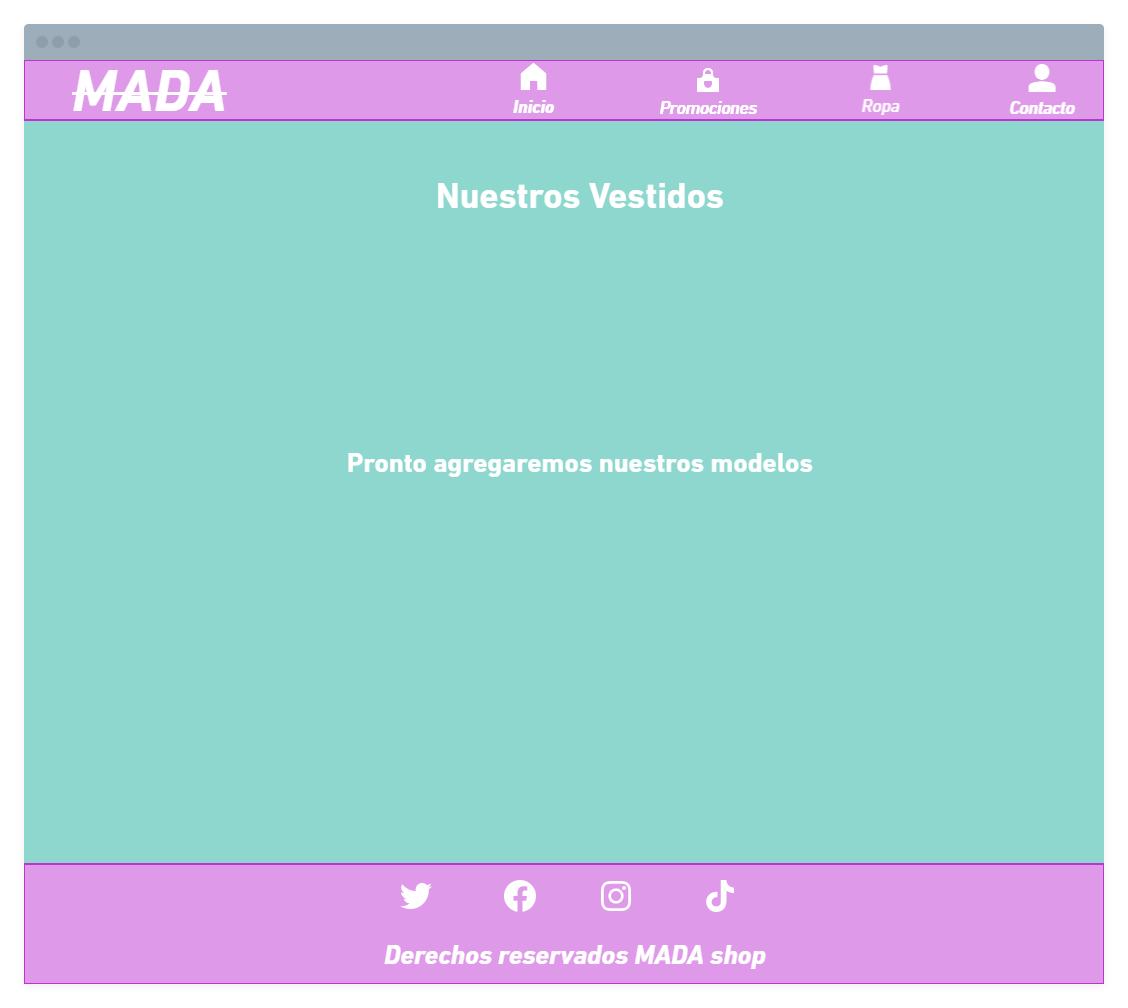 MADA
Inicio
Promociones
Ropa
Contacto
Nuestros Vestidos
Pronto agregaremos nuestros modelos
Derechos reservados MADA shop